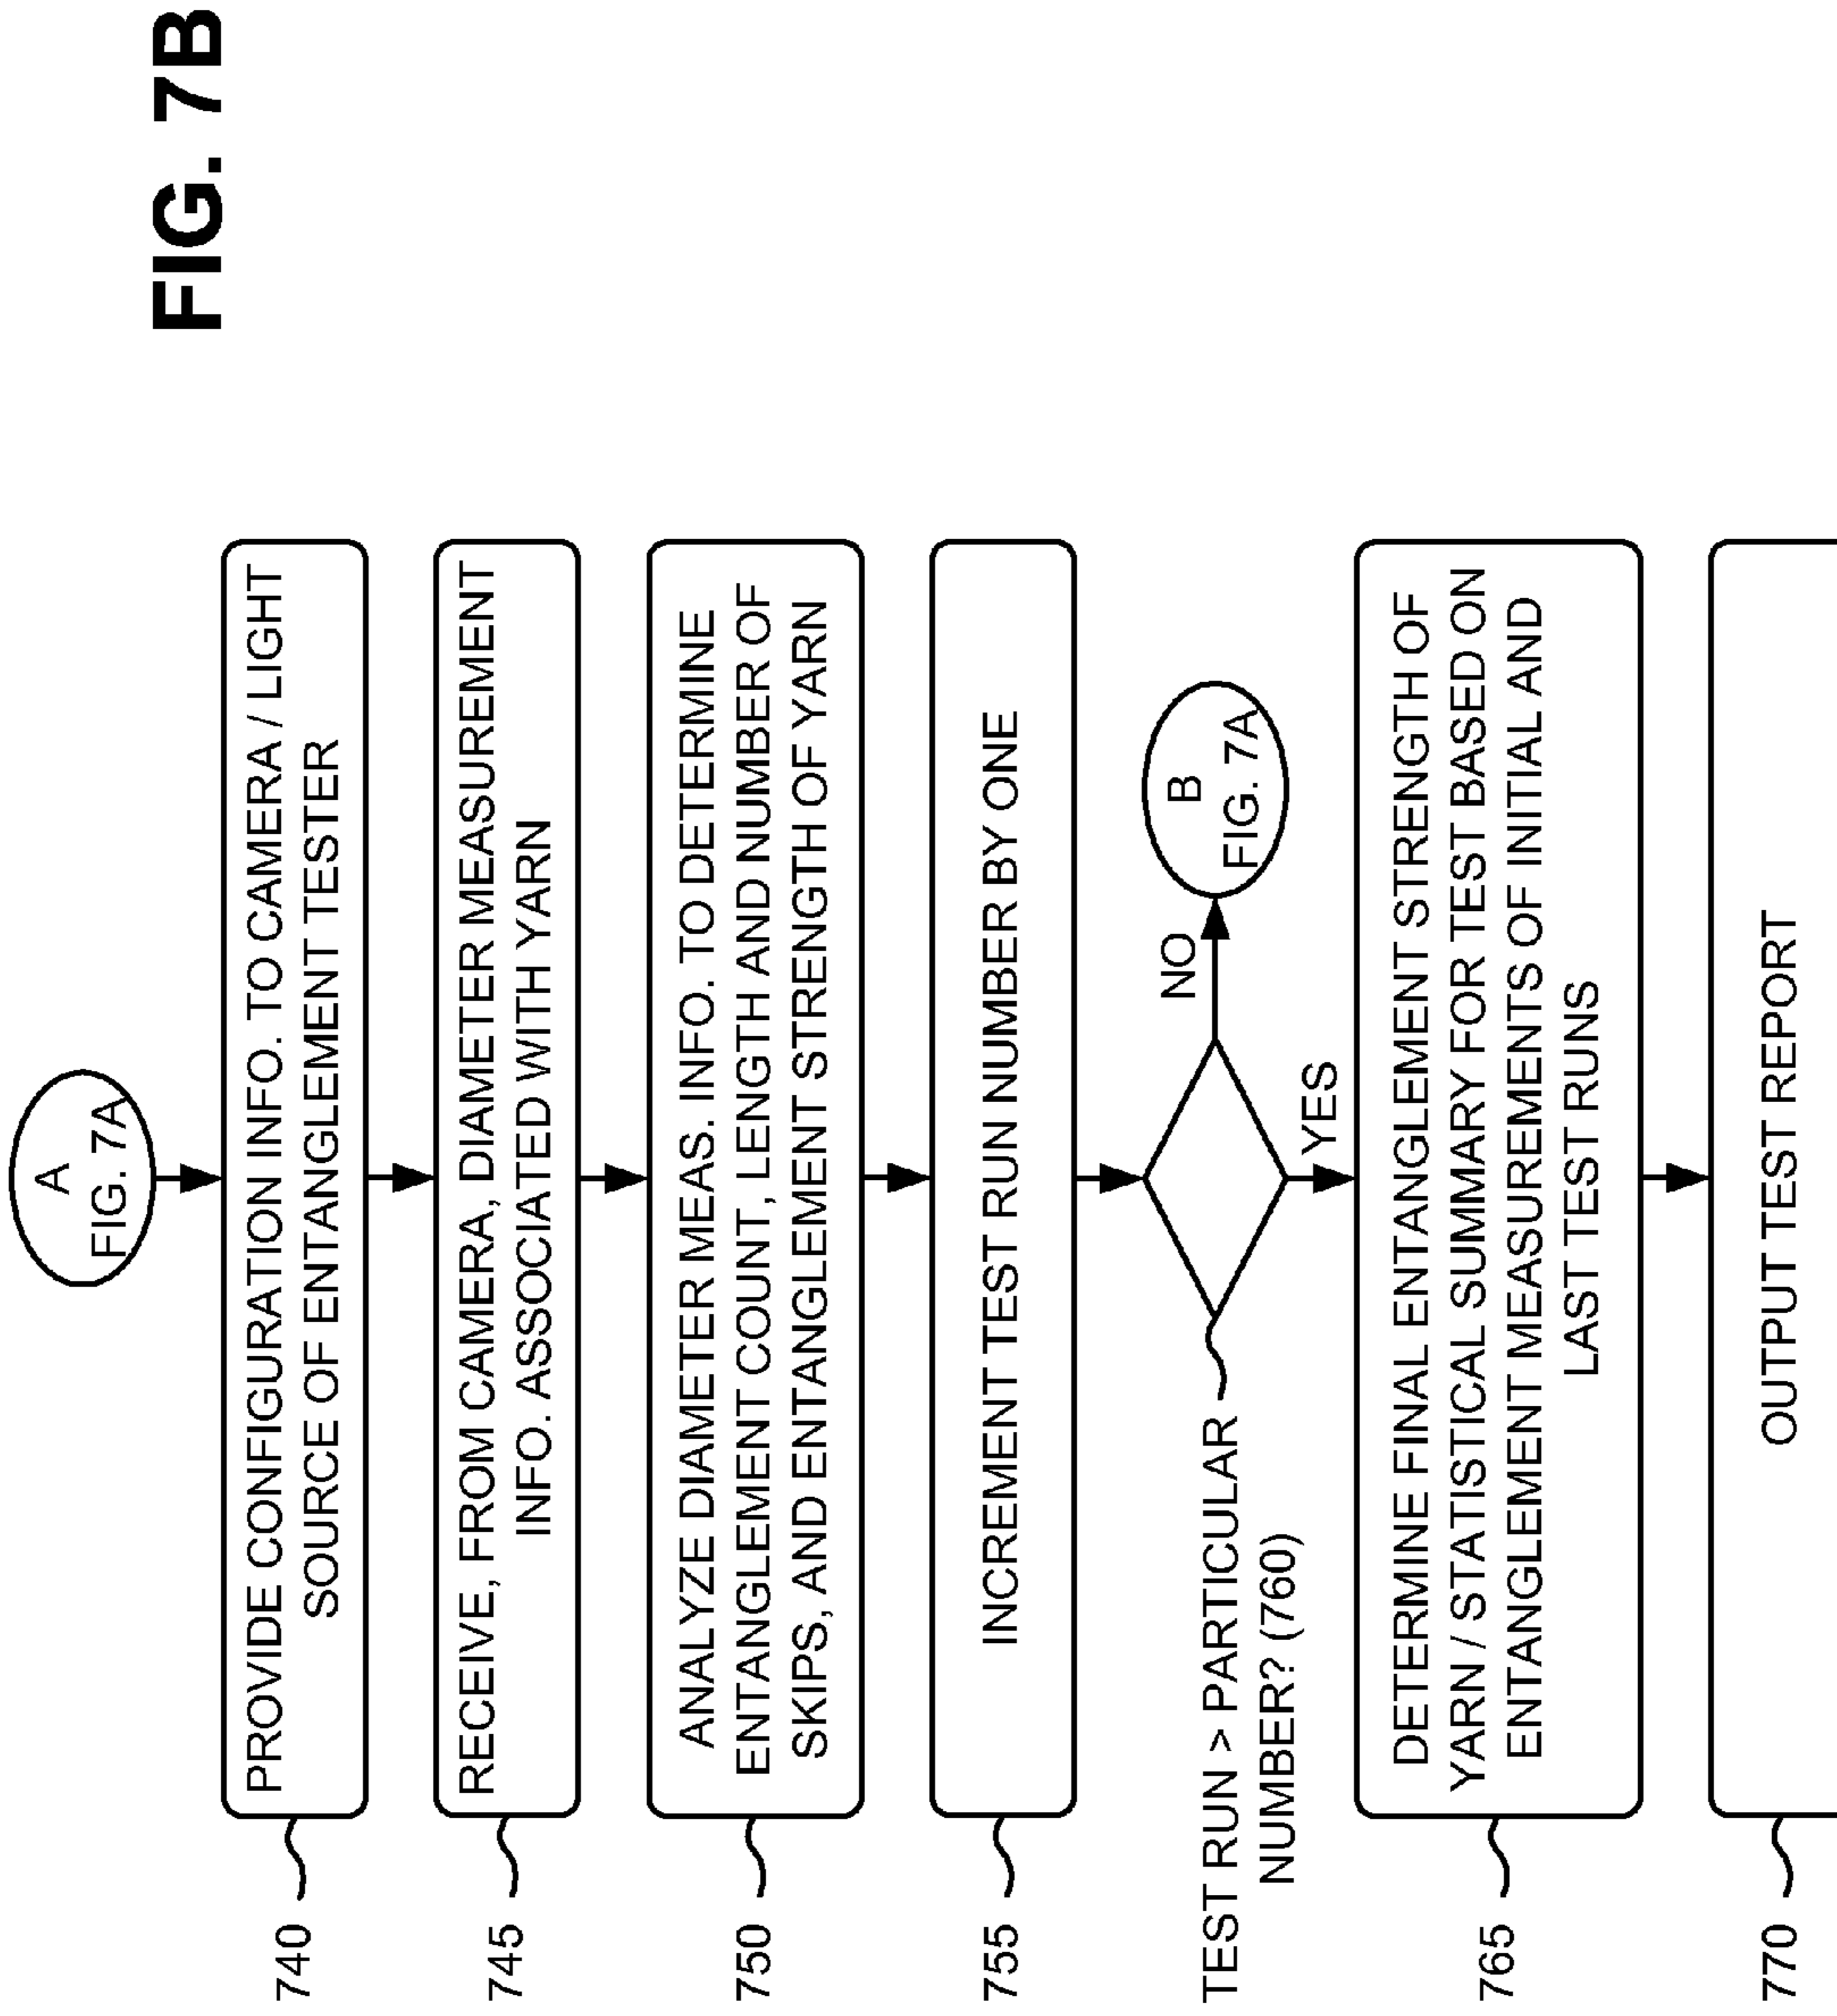 FIG. 7B
A
FIG. 7A
740
PROVIDE CONFIGURATION INFO. TO CAMERA / LIGHT
SOURCE OF ENTANGLEMENT TESTER
745
RECEIVE, FROM CAMERA, DIAMETER MEASUREMENT
INFO. ASSOCIATED WITH YARN
750
ANALYZE DIAMETER MEAS. INFO. TO DETERMINE
ENTANGLEMENT COUNT, LENGTH AND NUMBER OF
SKIPS, AND ENTANGLEMENT STRENGTH OF YARN
755
INCREMENT TEST RUN NUMBER BY ONE
TEST RUN > PARTICULAR
NUMBER? (760)
NO
B
FIG. 7A
YES
765
DETERMINE FINAL ENTANGLEMENT STRENGTH OF
YARN / STATISTICAL SUMMARY FOR TEST BASED ON
ENTANGLEMENT MEASUREMENTS OF INITIAL AND
LAST TEST RUNS
770
OUTPUT TEST REPORT